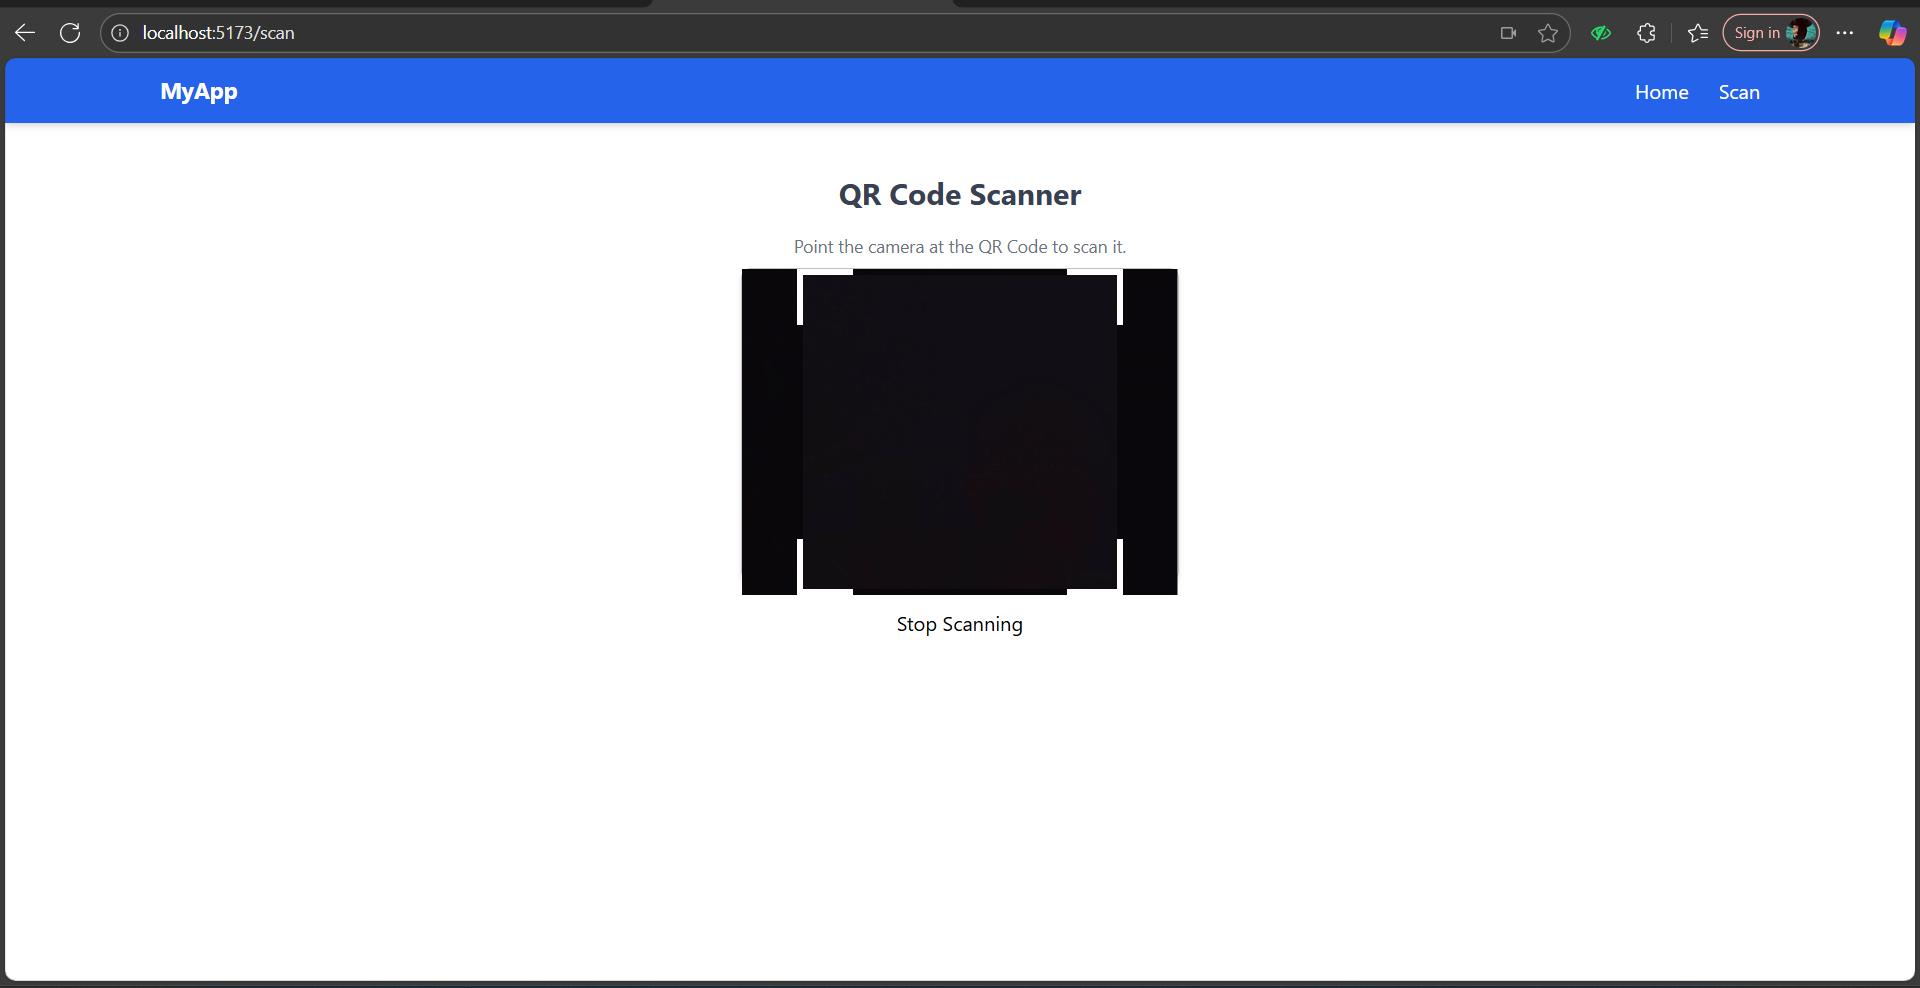 localhost:5173/scan
Sign in
MyApp
Home
Scan
QR Code Scanner
Point the camera at the QR Code to scan it.
Stop Scanning